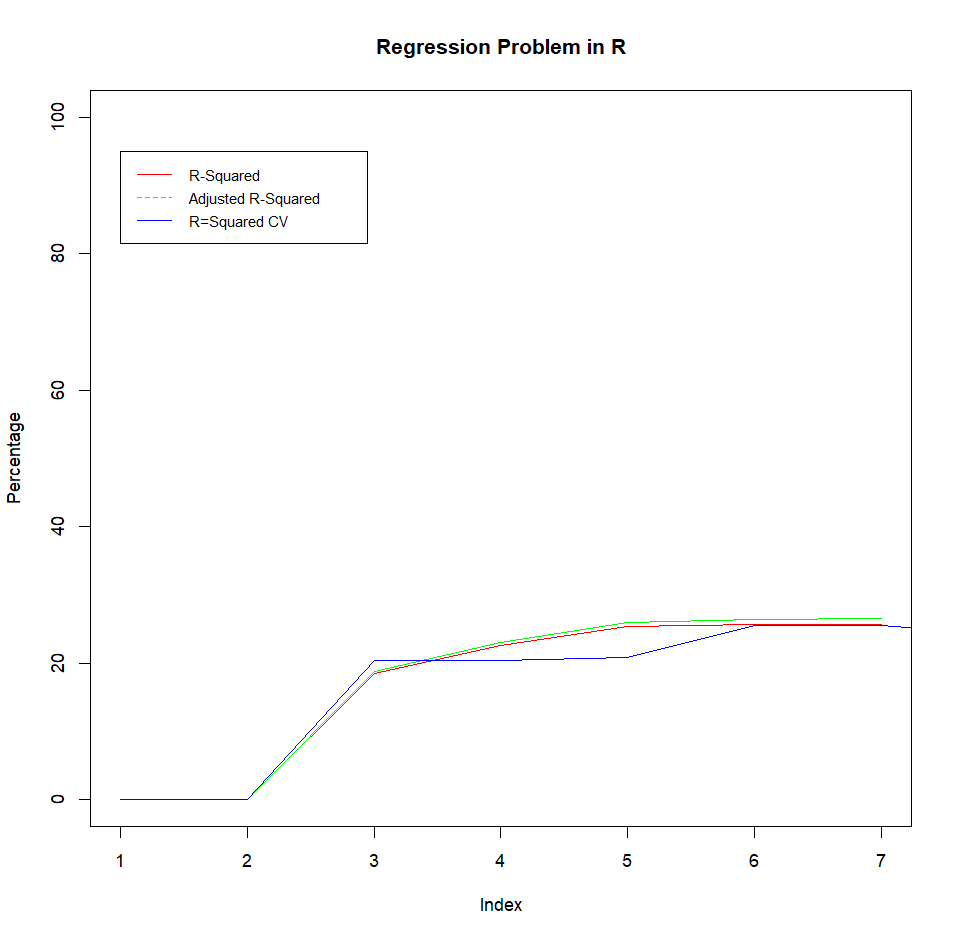 Regression Problem in R
100
80
60
40
20
0
Percentage
R-Squared
Adjusted R-Squared
R=Squared CV
1 2 3 4 5 6 7
Index